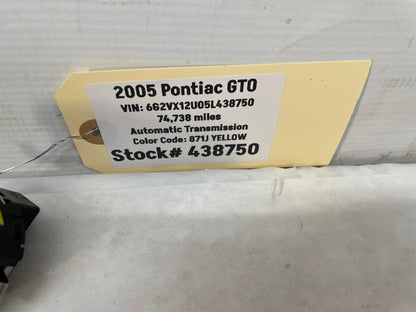 2005 Pontiac GTO
VIN: 6G2VX12U05L438750
74,738 miles
Automatic Transmission
Color Code: 871J YELLOW
Stock# 438750